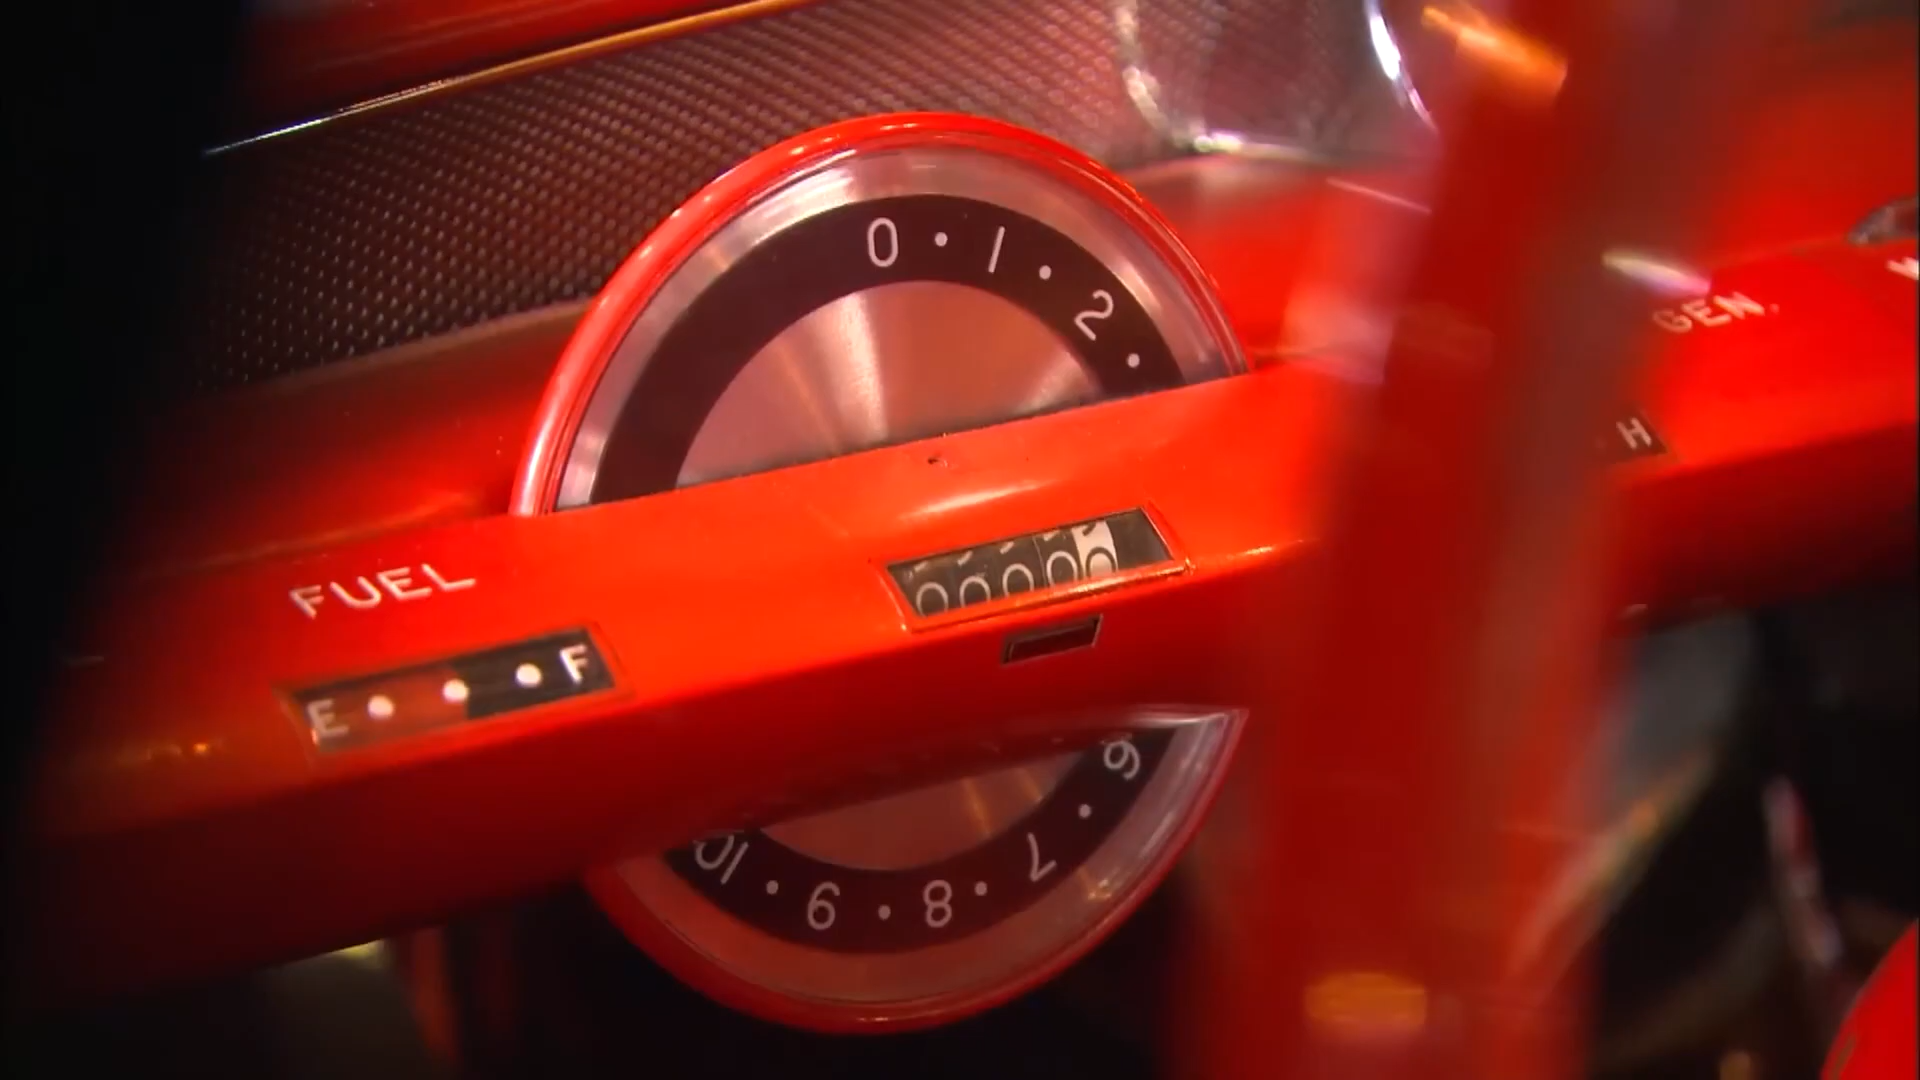 0 · 1 · 2 ·
GEN.
H
FUEL
00000
E • • • F
6 · 7 · 8 · 9 · 10